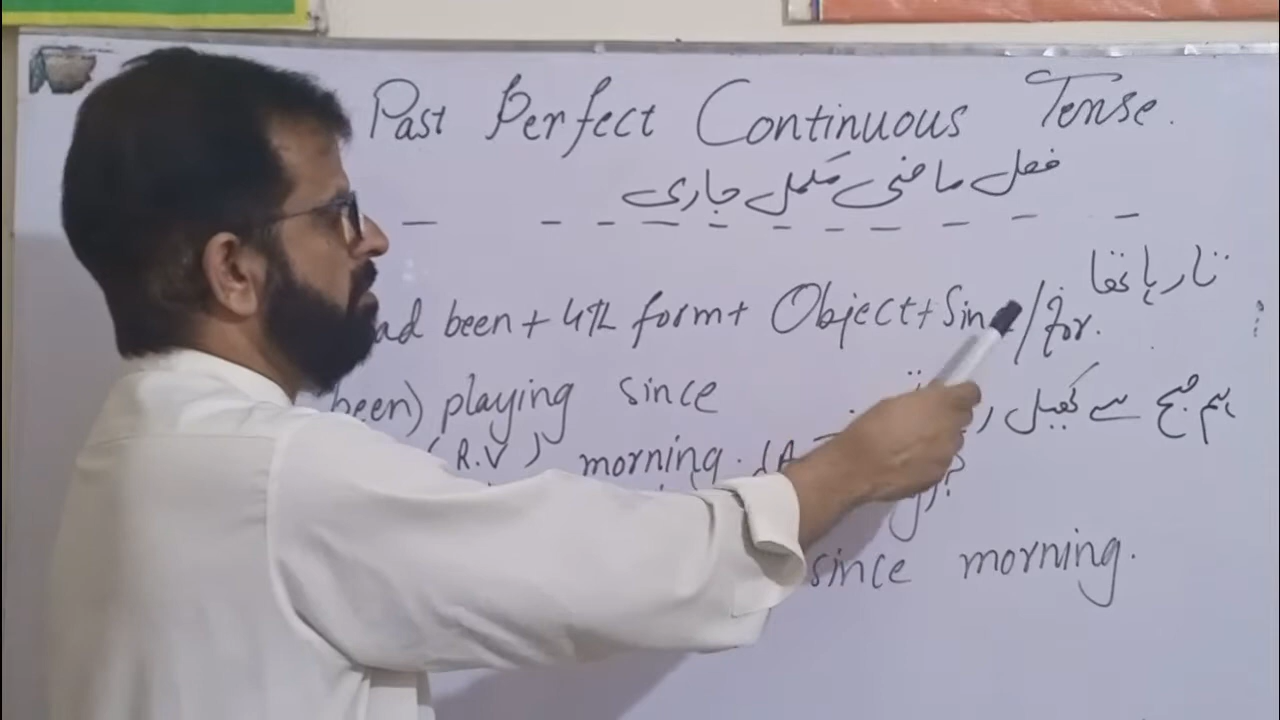 Past Perfect Continuous Tense.
فعل ماضی مکمل جاری
تا رہا تھا
had been + 4th form + Object + Since/for.
been) playing since
ہم صبح سے کھیل
(R.V) morning.
since morning.